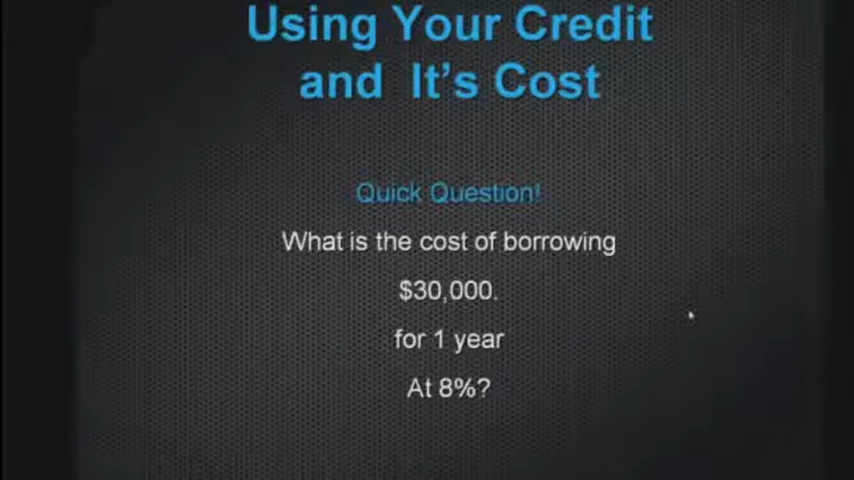 Using Your Credit
and It's Cost
Quick Question!
What is the cost of borrowing
$30,000.
for 1 year
At 8%?